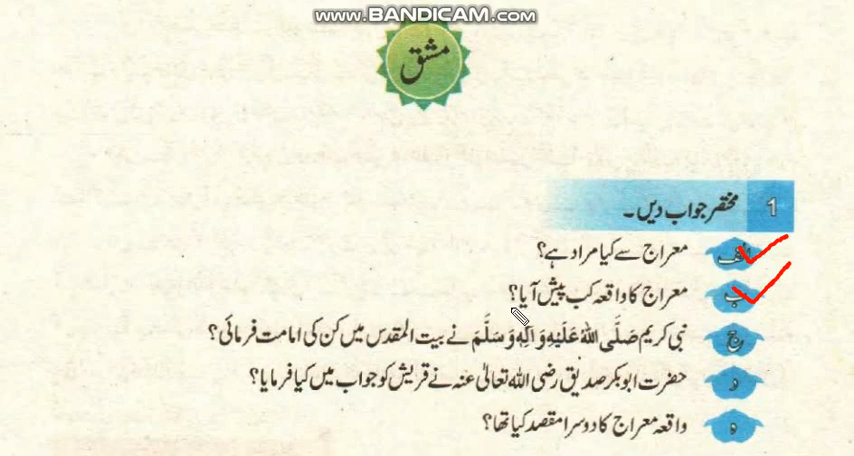 WWW.BANDICAM.COM
مشق
1 مختصر جواب دیں۔
الف معراج سے کیا مراد ہے؟
ب معراج کا واقعہ کب پیش آیا؟
ج نبی کریم صَلَّی اللهُ عَلَيْهِ وَ اٰلِهٖ وَ سَلَّمَ نے بیت المقدس میں کن کی امامت فرمائی؟
د حضرت ابوبکر صدیق رضی اللہ تعالیٰ عنہ نے قریش کو جواب میں کیا فرمایا؟
ہ واقعہ معراج کا دوسرا مقصد کیا تھا؟